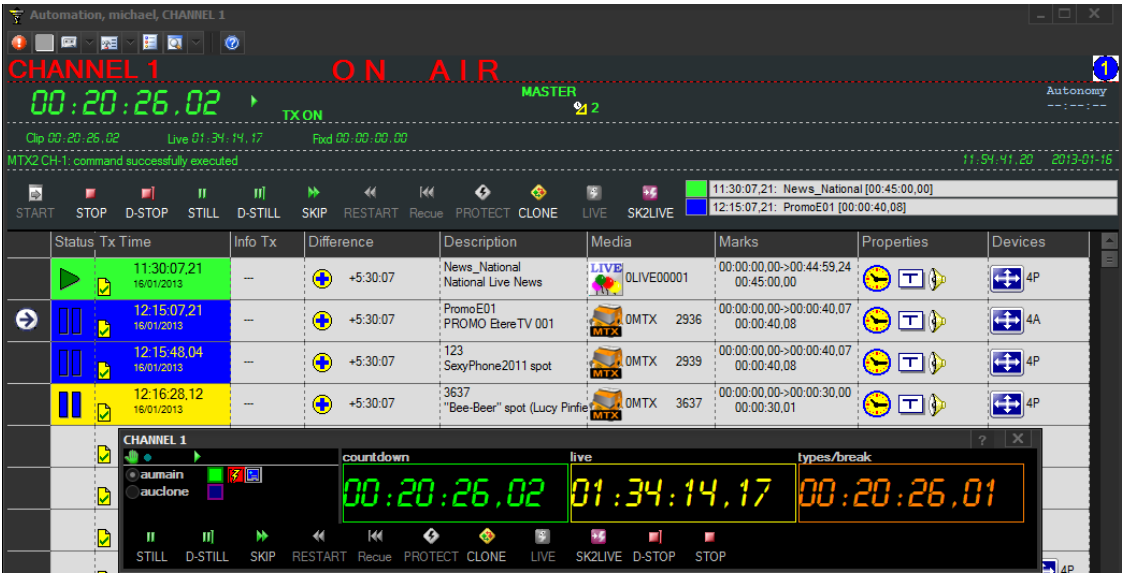 Automation, michael, CHANNEL 1
CHANNEL 1 ON AIR
1
00:20:26.02 TX ON MASTER 2 Autonomy
--:--:--
Clip 00:20:26.02 Live 01:34:14.17 Fixd 00:00:00.00
MTX2 CH-1: command successfully executed 11:54:41.20 2013-01-16
START STOP D-STOP STILL D-STILL SKIP RESTART Recue PROTECT CLONE LIVE SK2LIVE
11:30:07,21: News_National [00:45:00,00]
12:15:07,21: PromoE01 [00:00:40,08]
Status Tx Time Info Tx Difference Description Media Marks Properties Devices
11:30:07,21 --- +5:30:07 News_National LIVE 0LIVE00001 00:00:00,00->00:44:59,24 T 4P
16/01/2013 National Live News 00:45:00,00
12:15:07,21 --- +5:30:07 PromoE01 MTX 0MTX 2936 00:00:00,00->00:00:40,07 T 4A
16/01/2013 PROMO EtereTV 001 00:00:40,08
12:15:48,04 --- +5:30:07 123 MTX 0MTX 2939 00:00:00,00->00:00:40,07 T 4P
16/01/2013 SexyPhone2011 spot 00:00:40,08
12:16:28,12 --- +5:30:07 3637 MTX 0MTX 3637 00:00:00,00->00:00:30,00 T 4P
16/01/2013 "Bee-Beer" spot (Lucy Pinfie 00:00:30,01
CHANNEL 1
countdown live types/break
aumain
auclone
00:20:26,02 01:34:14,17 00:20:26,01
STILL D-STILL SKIP RESTART Recue PROTECT CLONE LIVE SK2LIVE D-STOP STOP
4P